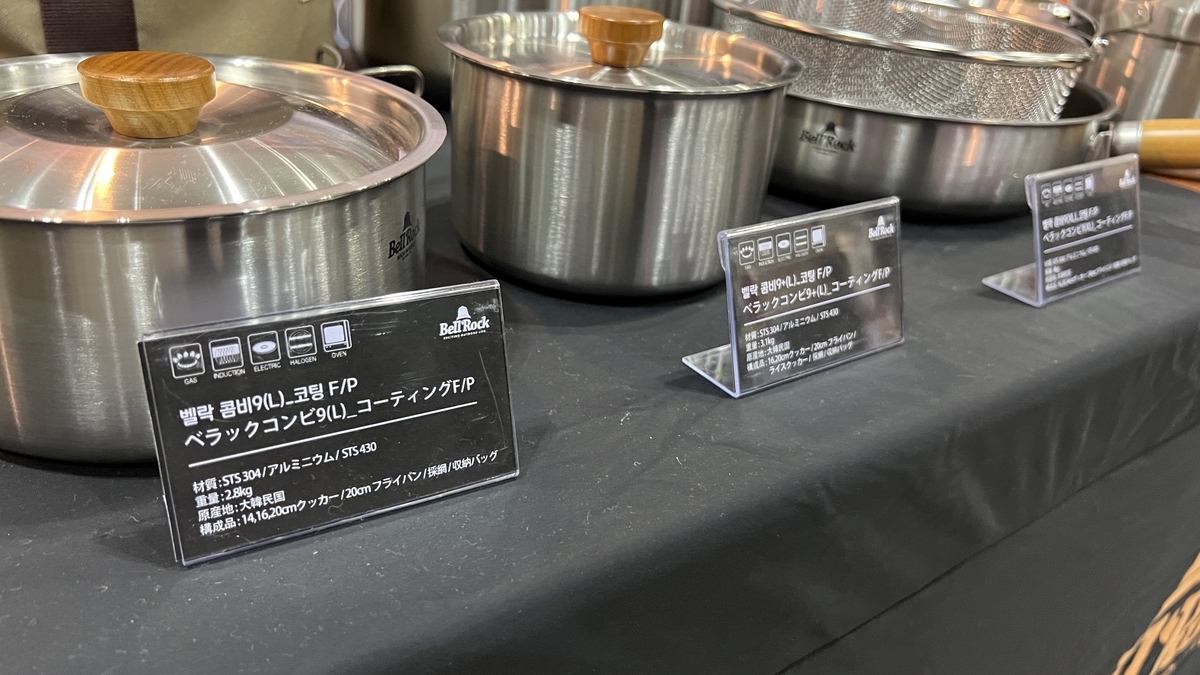 BellRock
GAS INDUCTION ELECTRIC HALOGEN OVEN
BellRock
벨락 콤비9(L)_코팅 F/P
ベラックコンビ9(L)_コーティングF/P
材質:STS 304/アルミニウム/ STS 430
重量:2.8kg
原産地:大韓民国
構成品:14,16,20cmクッカー/20cm フライパン/採網/収納バッグ
GAS INDUCTION ELECTRIC HALOGEN OVEN
BellRock
벨락 콤비9+(L)_코팅 F/P
ベラックコンビ9+(L)_コーティングF/P
材質:STS 304/アルミニウム/ STS 430
重量:3.1kg
原産地:大韓民国
構成品:16,20cmクッカー/20cm フライパン/
ライスクッカー/採網/収納バッグ
BellRock